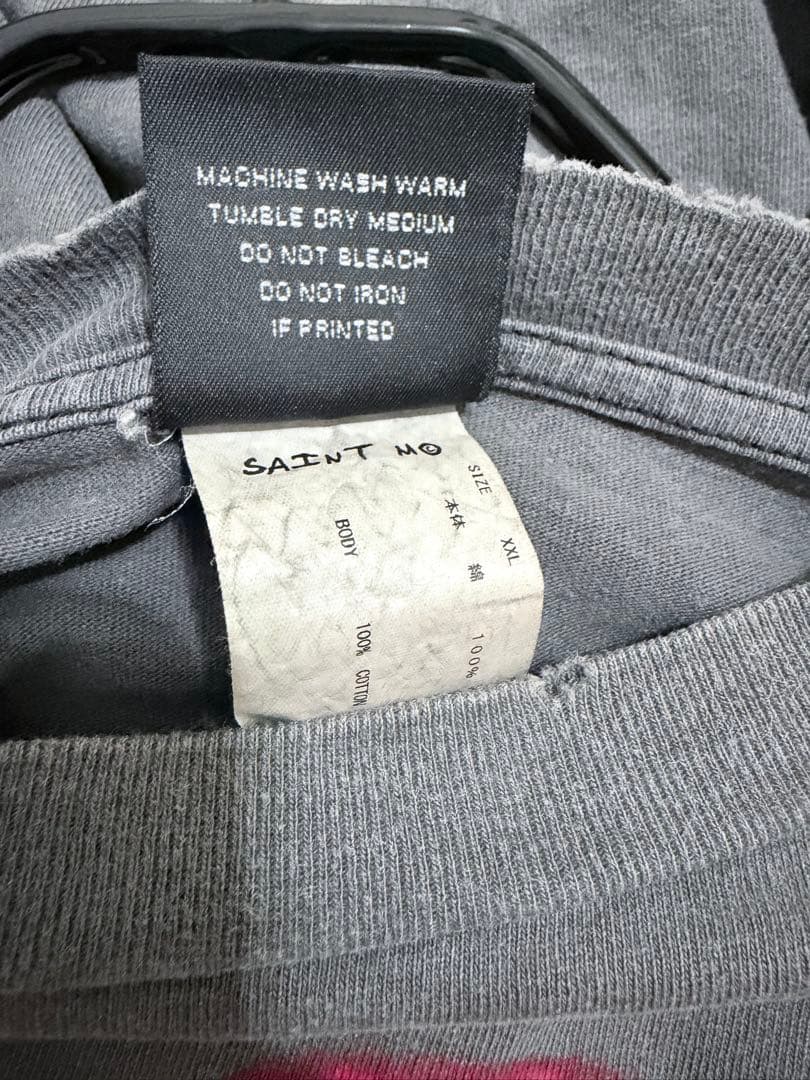 MACHINE WASH WARM
TUMBLE DRY MEDIUM
DO NOT BLEACH
DO NOT IRON
IF PRINTED
SAINT MO
SIZE XXL
本体 綿 100%
BODY 100% COTTON